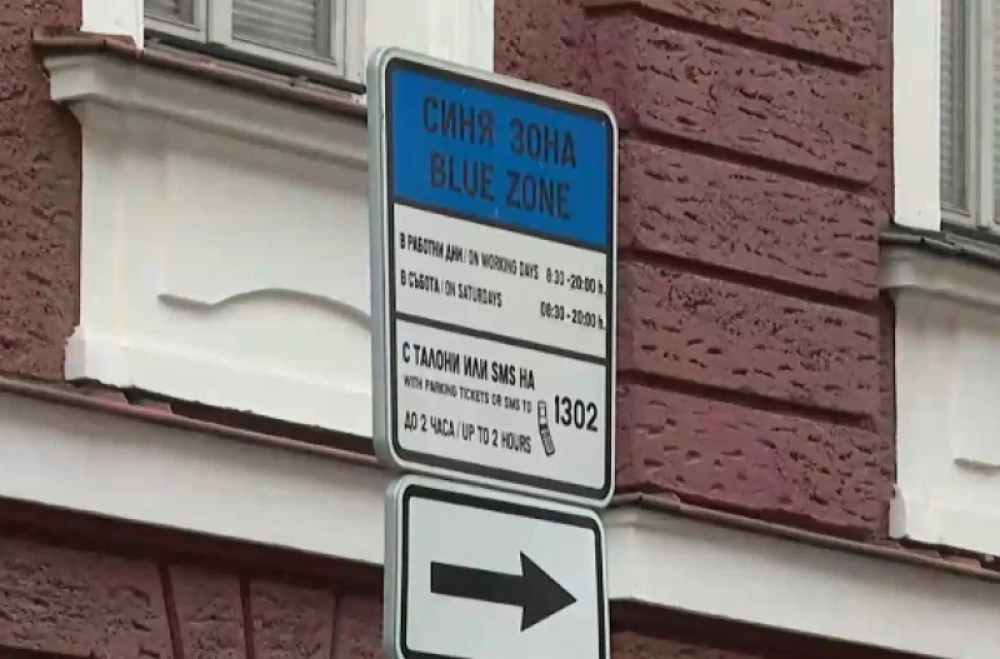 СИНЯ ЗОНА
BLUE ZONE
В РАБОТНИ ДНИ / ON WORKING DAYS 8:30 - 20:00 h.
В СЪБОТА / ON SATURDAYS 08:30 - 20:00 h.
С ТАЛОНИ ИЛИ SMS НА
WITH PARKING TICKETS OR SMS TO 1302
ДО 2 ЧАСА / UP TO 2 HOURS